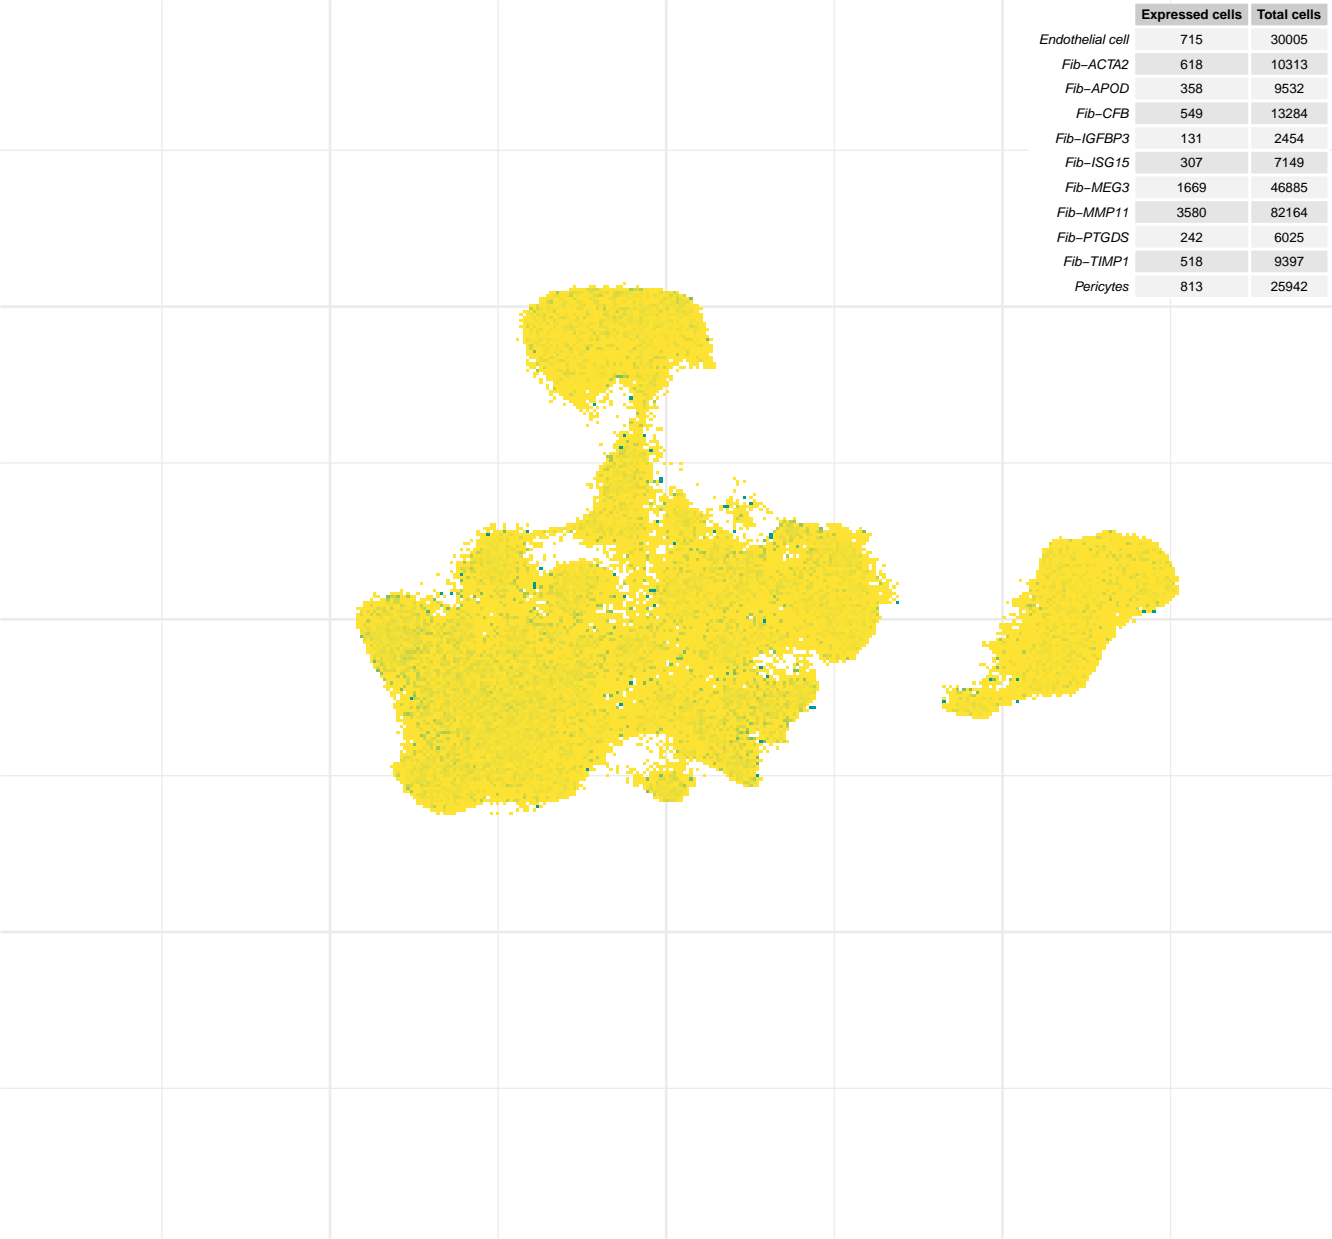 Expressed cells Total cells
Endothelial cell 715 30005
Fib−ACTA2 618 10313
Fib−APOD 358 9532
Fib−CFB 549 13284
Fib−IGFBP3 131 2454
Fib−ISG15 307 7149
Fib−MEG3 1669 46885
Fib−MMP11 3580 82164
Fib−PTGDS 242 6025
Fib−TIMP1 518 9397
Pericytes 813 25942